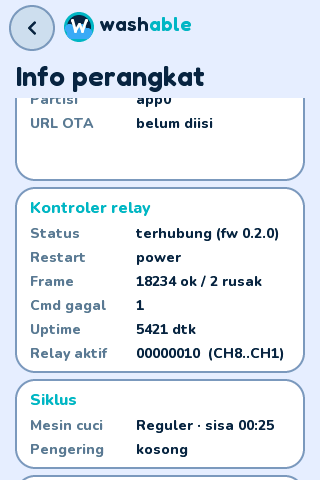 washable
Info perangkat
Partisi app0
URL OTA belum diisi
Kontroler relay
Status terhubung (fw 0.2.0)
Restart power
Frame 18234 ok / 2 rusak
Cmd gagal 1
Uptime 5421 dtk
Relay aktif 00000010 (CH8..CH1)
Siklus
Mesin cuci Reguler · sisa 00:25
Pengering kosong